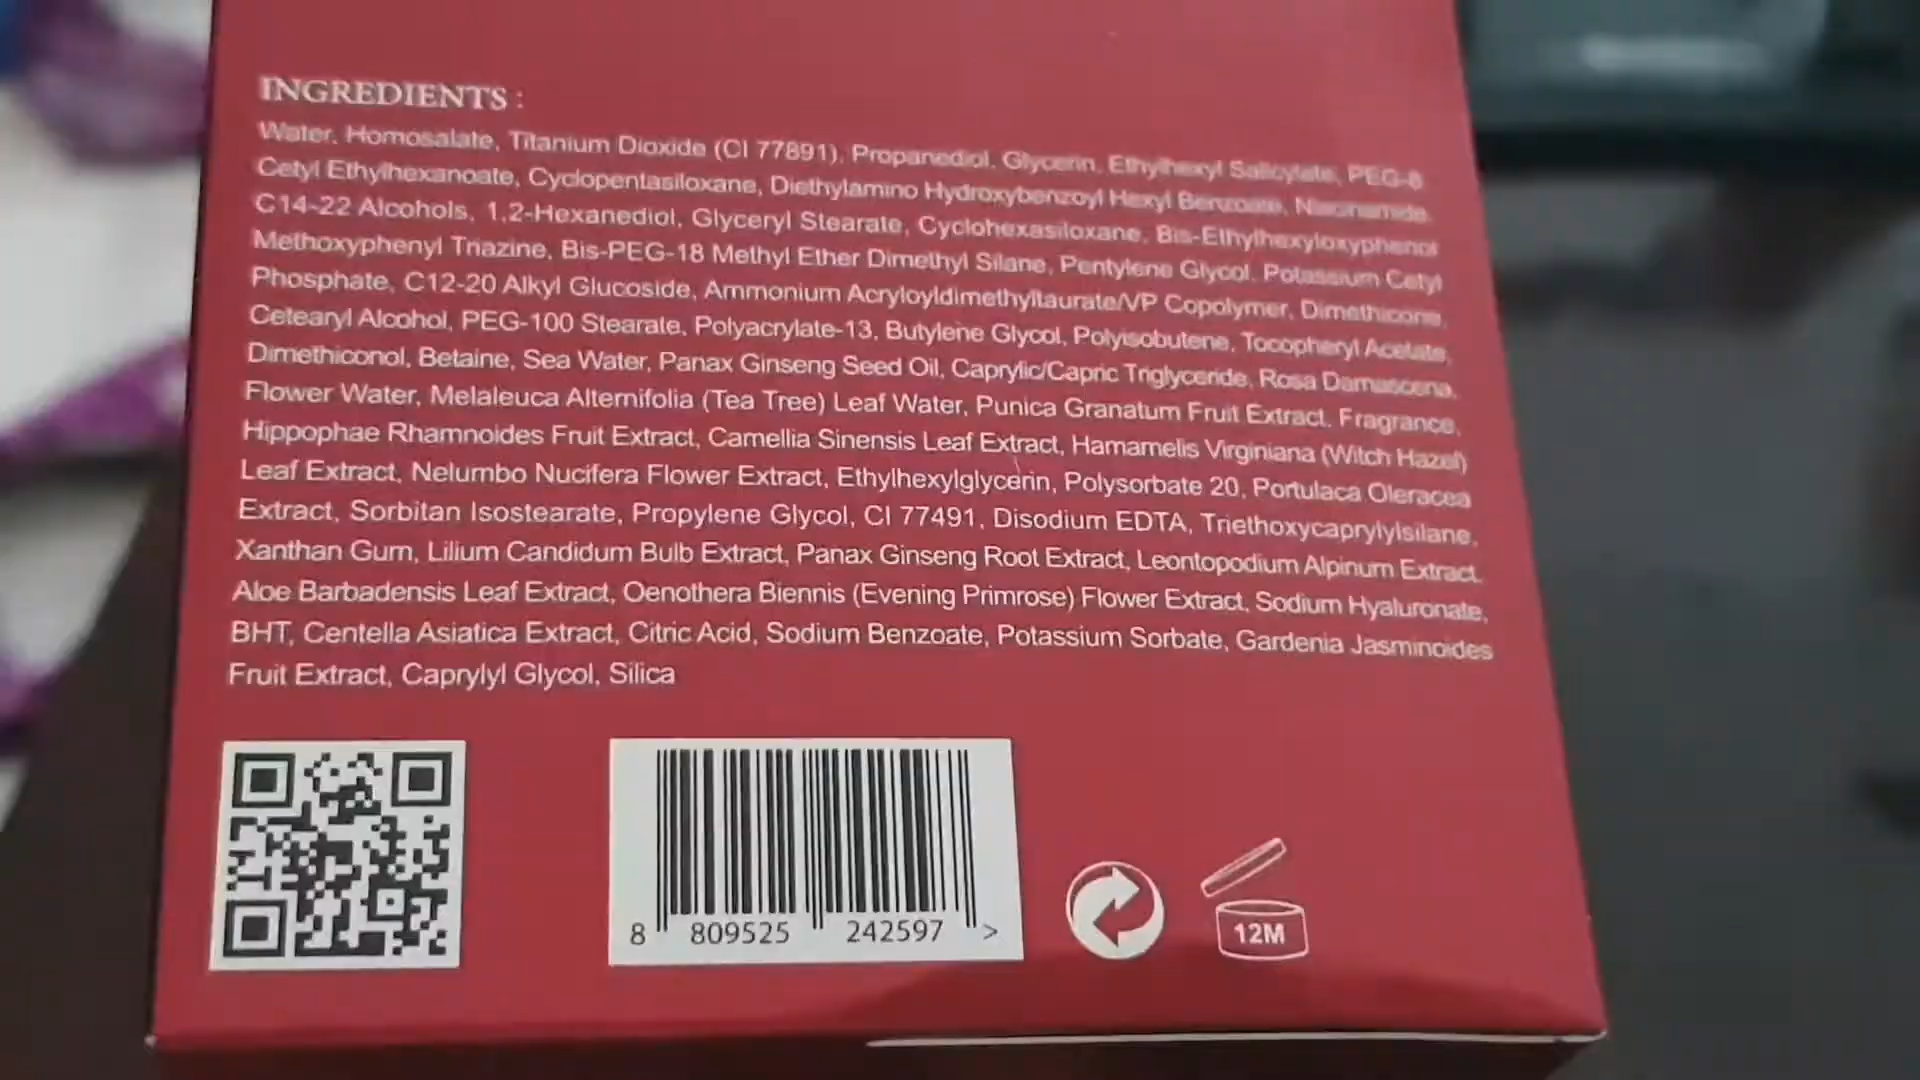 INGREDIENTS :
Water, Homosalate, Titanium Dioxide (CI 77891), Propanediol, Glycerin, Ethylhexyl Salicylate, PEG-8
Cetyl Ethylhexanoate, Cyclopentasiloxane, Diethylamino Hydroxybenzoyl Hexyl Benzoate, Niacinamide,
C14-22 Alcohols, 1,2-Hexanediol, Glyceryl Stearate, Cyclohexasiloxane, Bis-Ethylhexyloxyphenol
Methoxyphenyl Triazine, Bis-PEG-18 Methyl Ether Dimethyl Silane, Pentylene Glycol, Potassium Cetyl
Phosphate, C12-20 Alkyl Glucoside, Ammonium Acryloyldimethyltaurate/VP Copolymer, Dimethicone,
Cetearyl Alcohol, PEG-100 Stearate, Polyacrylate-13, Butylene Glycol, Polyisobutene, Tocopheryl Acetate,
Dimethiconol, Betaine, Sea Water, Panax Ginseng Seed Oil, Caprylic/Capric Triglyceride, Rosa Damascena,
Flower Water, Melaleuca Alternifolia (Tea Tree) Leaf Water, Punica Granatum Fruit Extract, Fragrance,
Hippophae Rhamnoides Fruit Extract, Camellia Sinensis Leaf Extract, Hamamelis Virginiana (Witch Hazel)
Leaf Extract, Nelumbo Nucifera Flower Extract, Ethylhexylglycerin, Polysorbate 20, Portulaca Oleracea
Extract, Sorbitan Isostearate, Propylene Glycol, CI 77491, Disodium EDTA, Triethoxycaprylylsilane,
Xanthan Gum, Lilium Candidum Bulb Extract, Panax Ginseng Root Extract, Leontopodium Alpinum Extract,
Aloe Barbadensis Leaf Extract, Oenothera Biennis (Evening Primrose) Flower Extract, Sodium Hyaluronate,
BHT, Centella Asiatica Extract, Citric Acid, Sodium Benzoate, Potassium Sorbate, Gardenia Jasminoides
Fruit Extract, Caprylyl Glycol, Silica
8 809525 242597 >
12M